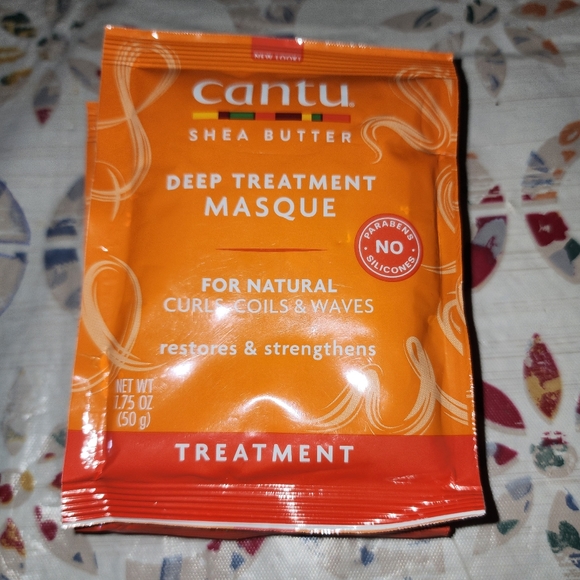 NEW LOOK!
cantu
SHEA BUTTER
DEEP TREATMENT
MASQUE
PARABENS
NO
SILICONES
FOR NATURAL
CURLS, COILS & WAVES
restores & strengthens
NET WT
1.75 OZ
(50 g)
TREATMENT